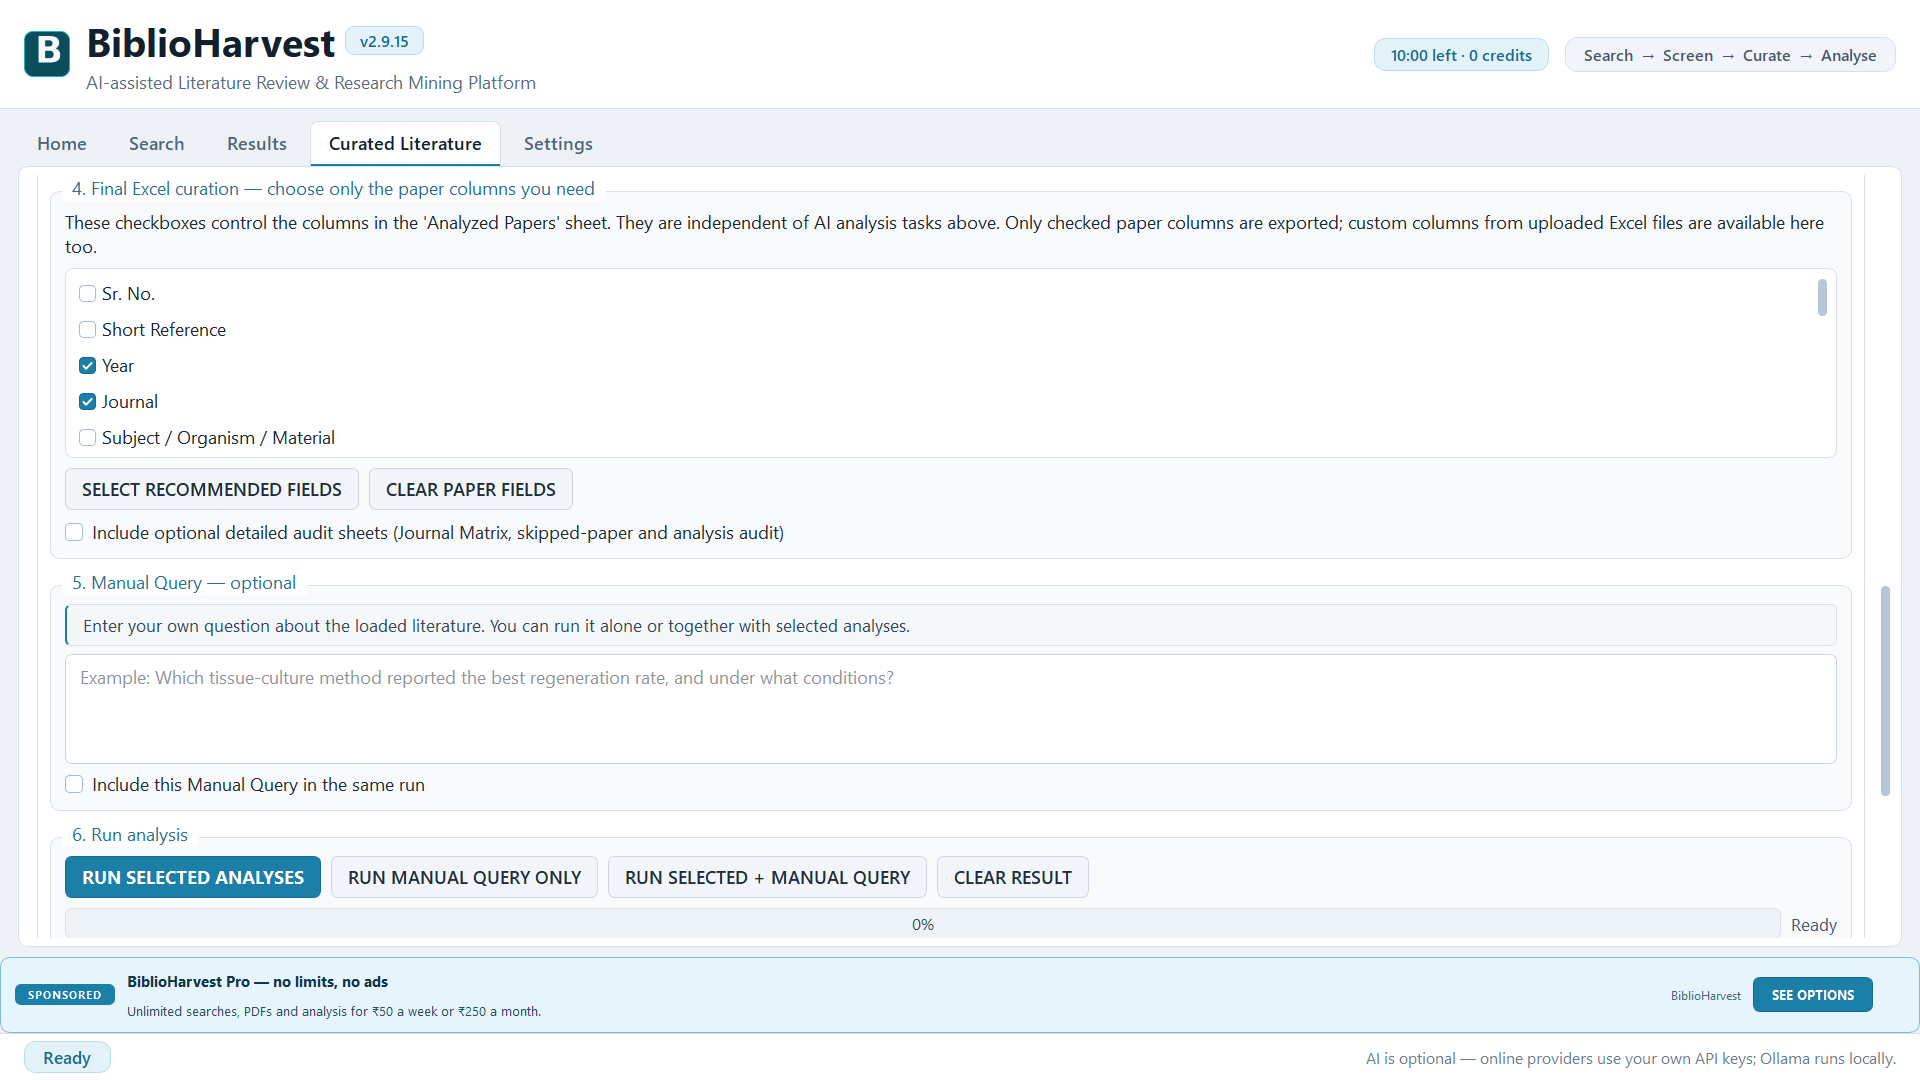 B
BiblioHarvest
v2.9.15
AI-assisted Literature Review & Research Mining Platform
10:00 left · 0 credits
Search → Screen → Curate → Analyse
Home
Search
Results
Curated Literature
Settings
4. Final Excel curation — choose only the paper columns you need
These checkboxes control the columns in the 'Analyzed Papers' sheet. They are independent of AI analysis tasks above. Only checked paper columns are exported; custom columns from uploaded Excel files are available here
too.
Sr. No.
Short Reference
Year
Journal
Subject / Organism / Material
SELECT RECOMMENDED FIELDS
CLEAR PAPER FIELDS
Include optional detailed audit sheets (Journal Matrix, skipped-paper and analysis audit)
5. Manual Query — optional
Enter your own question about the loaded literature. You can run it alone or together with selected analyses.
Example: Which tissue-culture method reported the best regeneration rate, and under what conditions?
Include this Manual Query in the same run
6. Run analysis
RUN SELECTED ANALYSES
RUN MANUAL QUERY ONLY
RUN SELECTED + MANUAL QUERY
CLEAR RESULT
0%
Ready
SPONSORED
BiblioHarvest Pro — no limits, no ads
Unlimited searches, PDFs and analysis for ₹50 a week or ₹250 a month.
BiblioHarvest
SEE OPTIONS
Ready
AI is optional — online providers use your own API keys; Ollama runs locally.